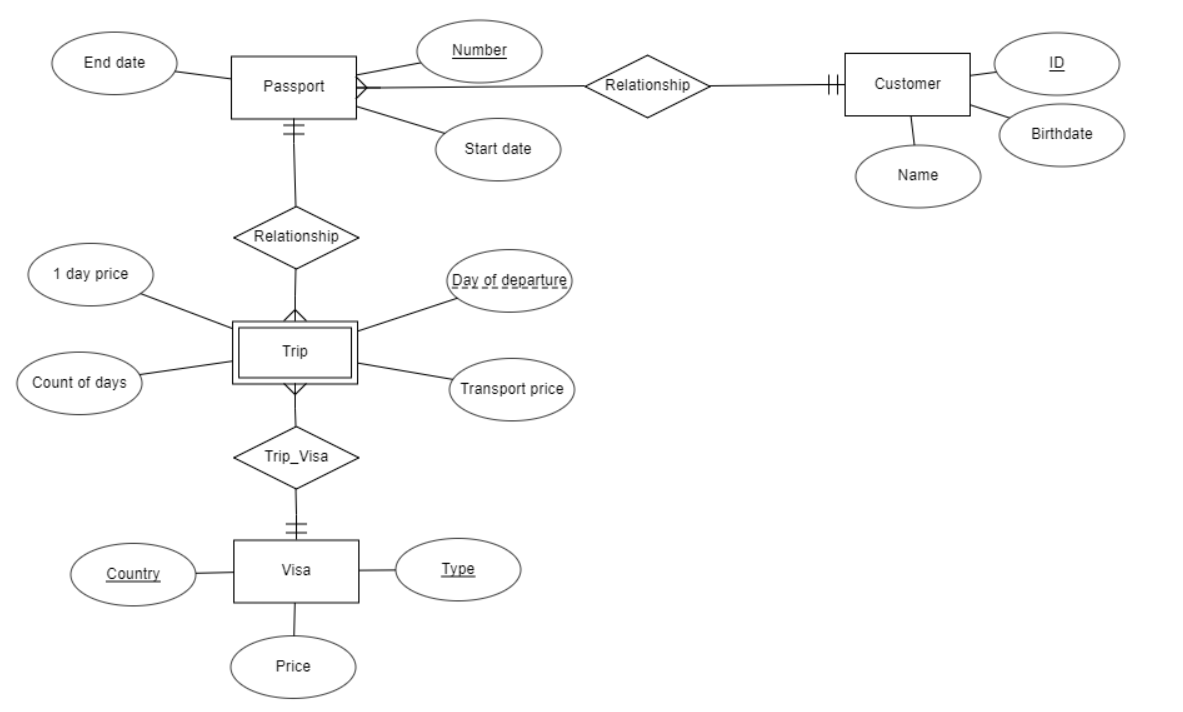 End date
Passport
Number
Relationship
Customer
ID
Birthdate
Start date
Name
Relationship
1 day price
Day of departure
Trip
Count of days
Transport price
Trip_Visa
Country
Visa
Type
Price